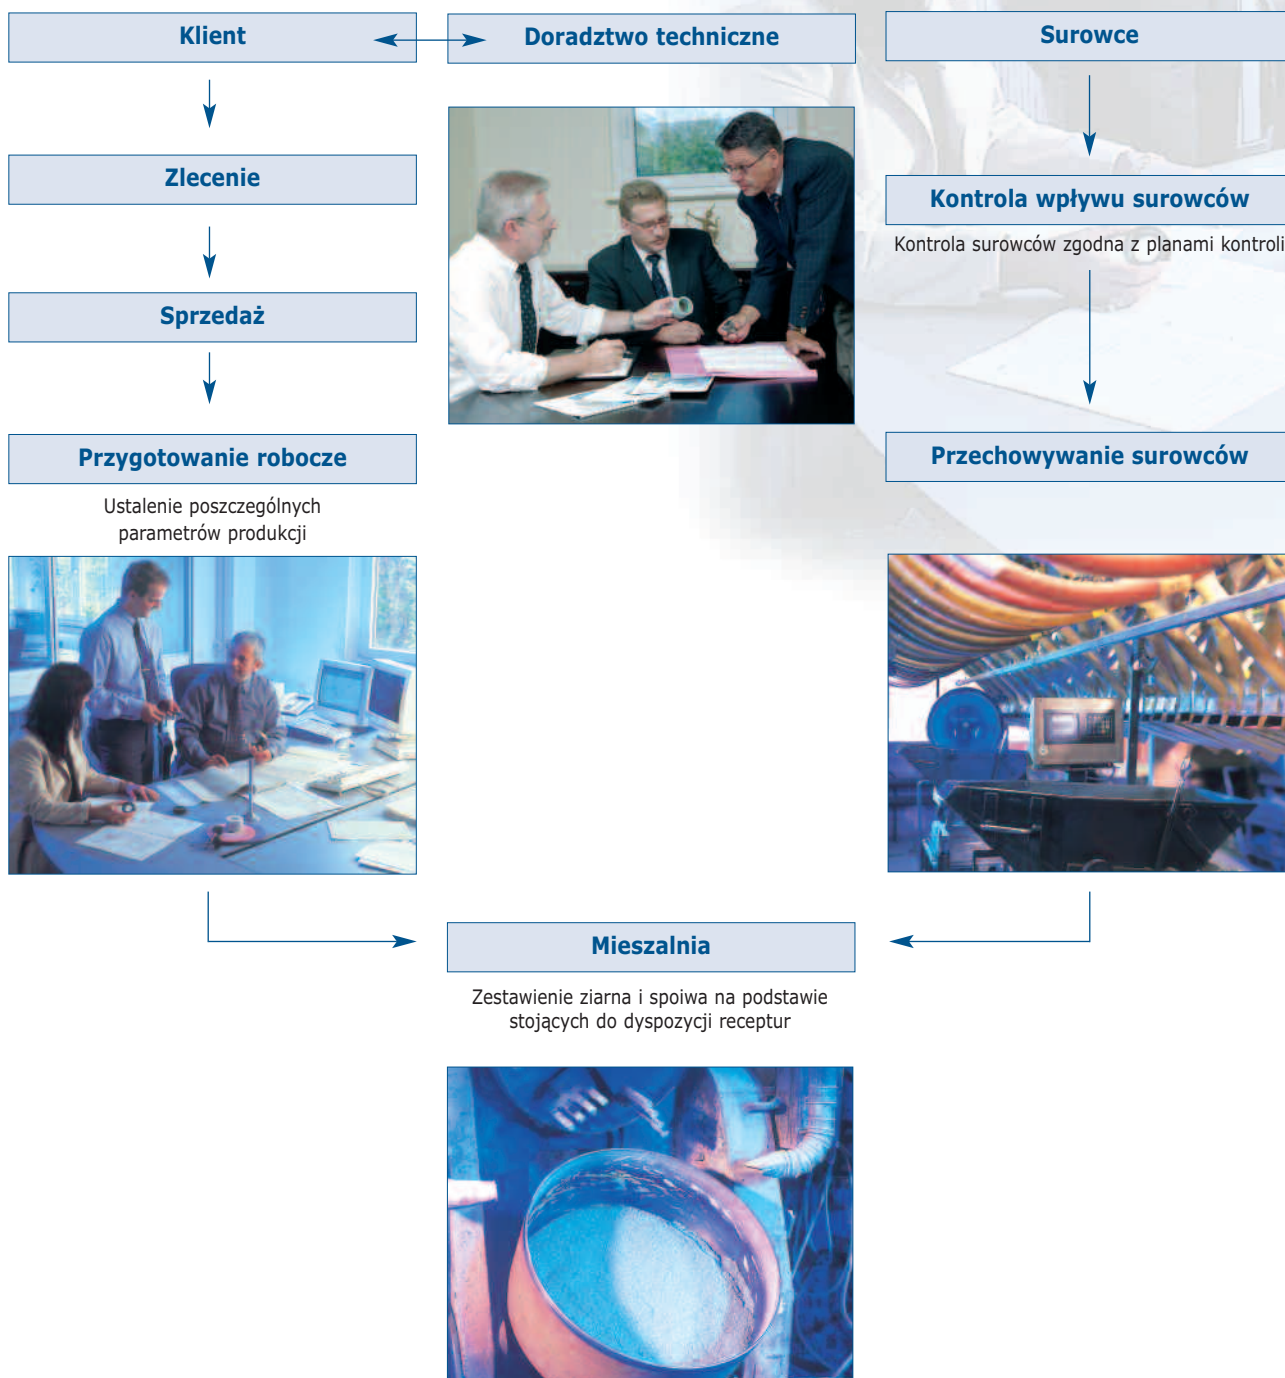 Klient
Doradztwo techniczne
Surowce
Zlecenie
Kontrola wpływu surowców
Kontrola surowców zgodna z planami kontroli
Sprzedaż
Przygotowanie robocze
Ustalenie poszczególnych
parametrów produkcji
Przechowywanie surowców
Mieszalnia
Zestawienie ziarna i spoiwa na podstawie
stojących do dyspozycji receptur